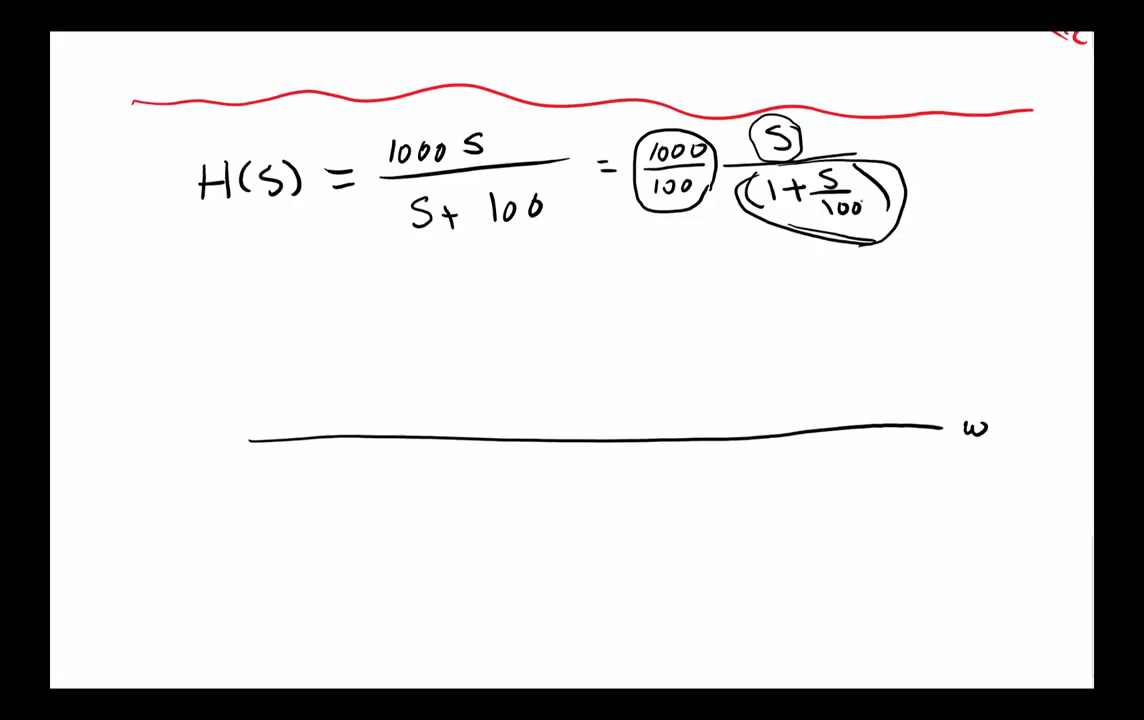 H(S) = 1000 S / S + 100 = 1000 / 100 S / (1 + S / 100)
ω